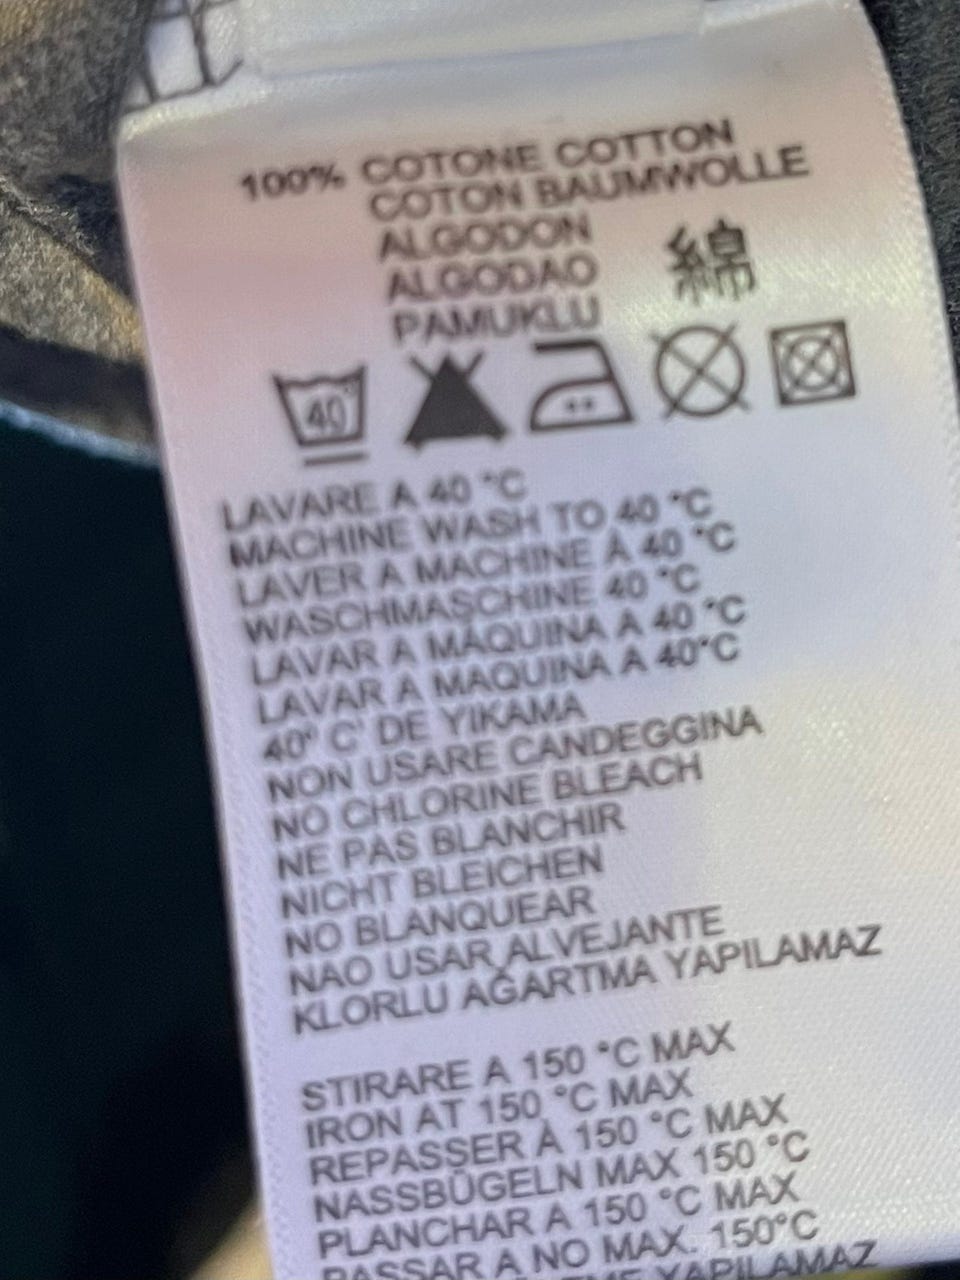 100% COTONE COTTON
COTON BAUMWOLLE
ALGODON
ALGODAO
PAMUKLU
綿
40°
LAVARE A 40 °C
MACHINE WASH TO 40 °C
LAVER A MACHINE À 40 °C
WASCHMASCHINE 40 °C
LAVAR A MÁQUINA A 40 °C
LAVAR A MAQUINA A 40°C
40° C' DE YIKAMA
NON USARE CANDEGGINA
NO CHLORINE BLEACH
NE PAS BLANCHIR
NICHT BLEICHEN
NO BLANQUEAR
NAO USAR ALVEJANTE
KLORLU AĞARTMA YAPILAMAZ
STIRARE A 150 °C MAX
IRON AT 150 °C MAX
REPASSER À 150 °C MAX
NASSBÜGELN MAX 150 °C
PLANCHAR A 150 °C MAX
PASSAR A NO MAX. 150°C
YAPILAMAZ